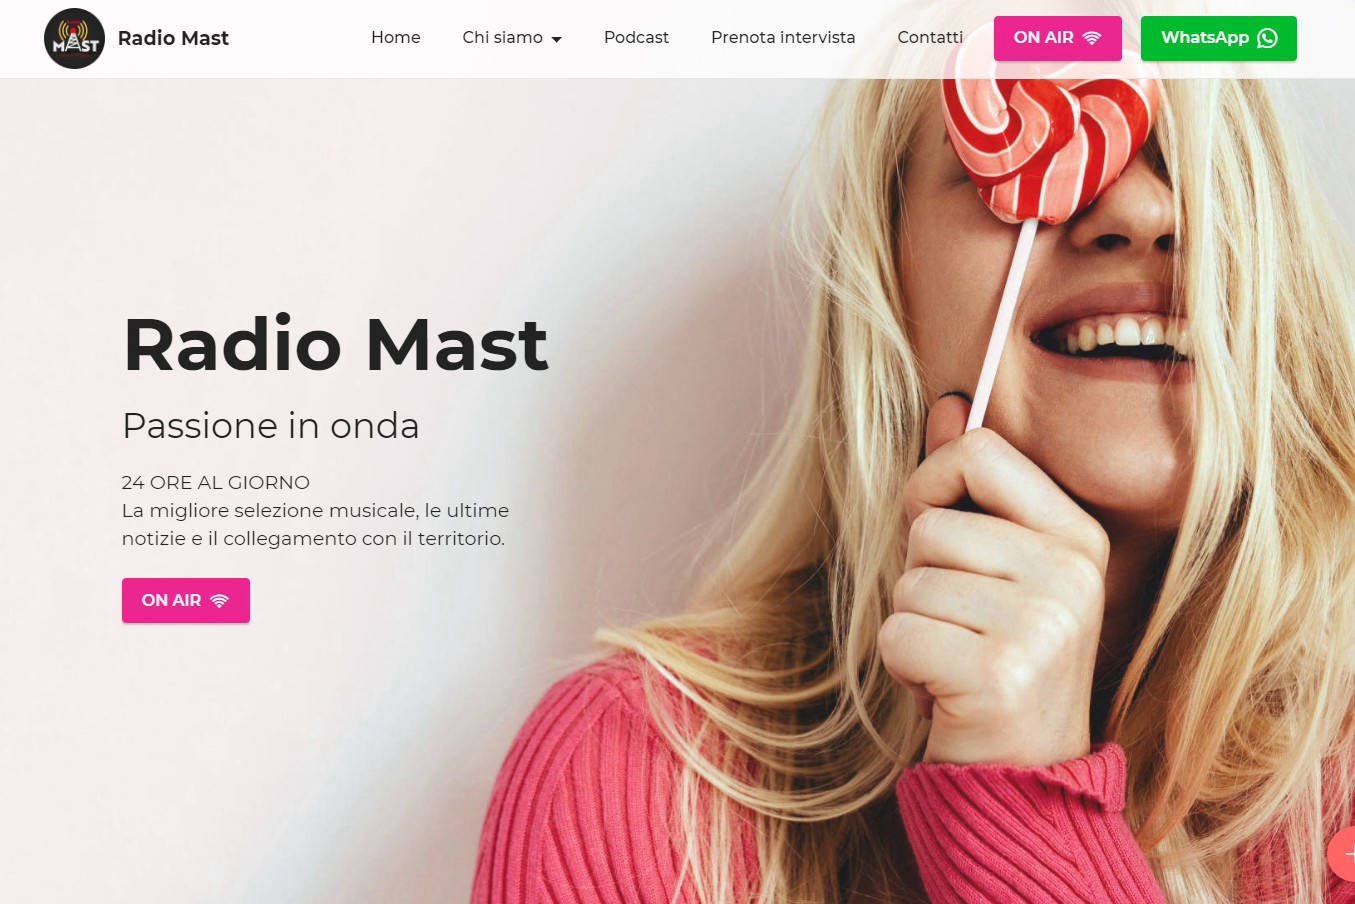 MAST
Radio Mast
Home
Chi siamo
Podcast
Prenota intervista
Contatti
ON AIR
WhatsApp
Radio Mast
Passione in onda
24 ORE AL GIORNO
La migliore selezione musicale, le ultime
notizie e il collegamento con il territorio.
ON AIR